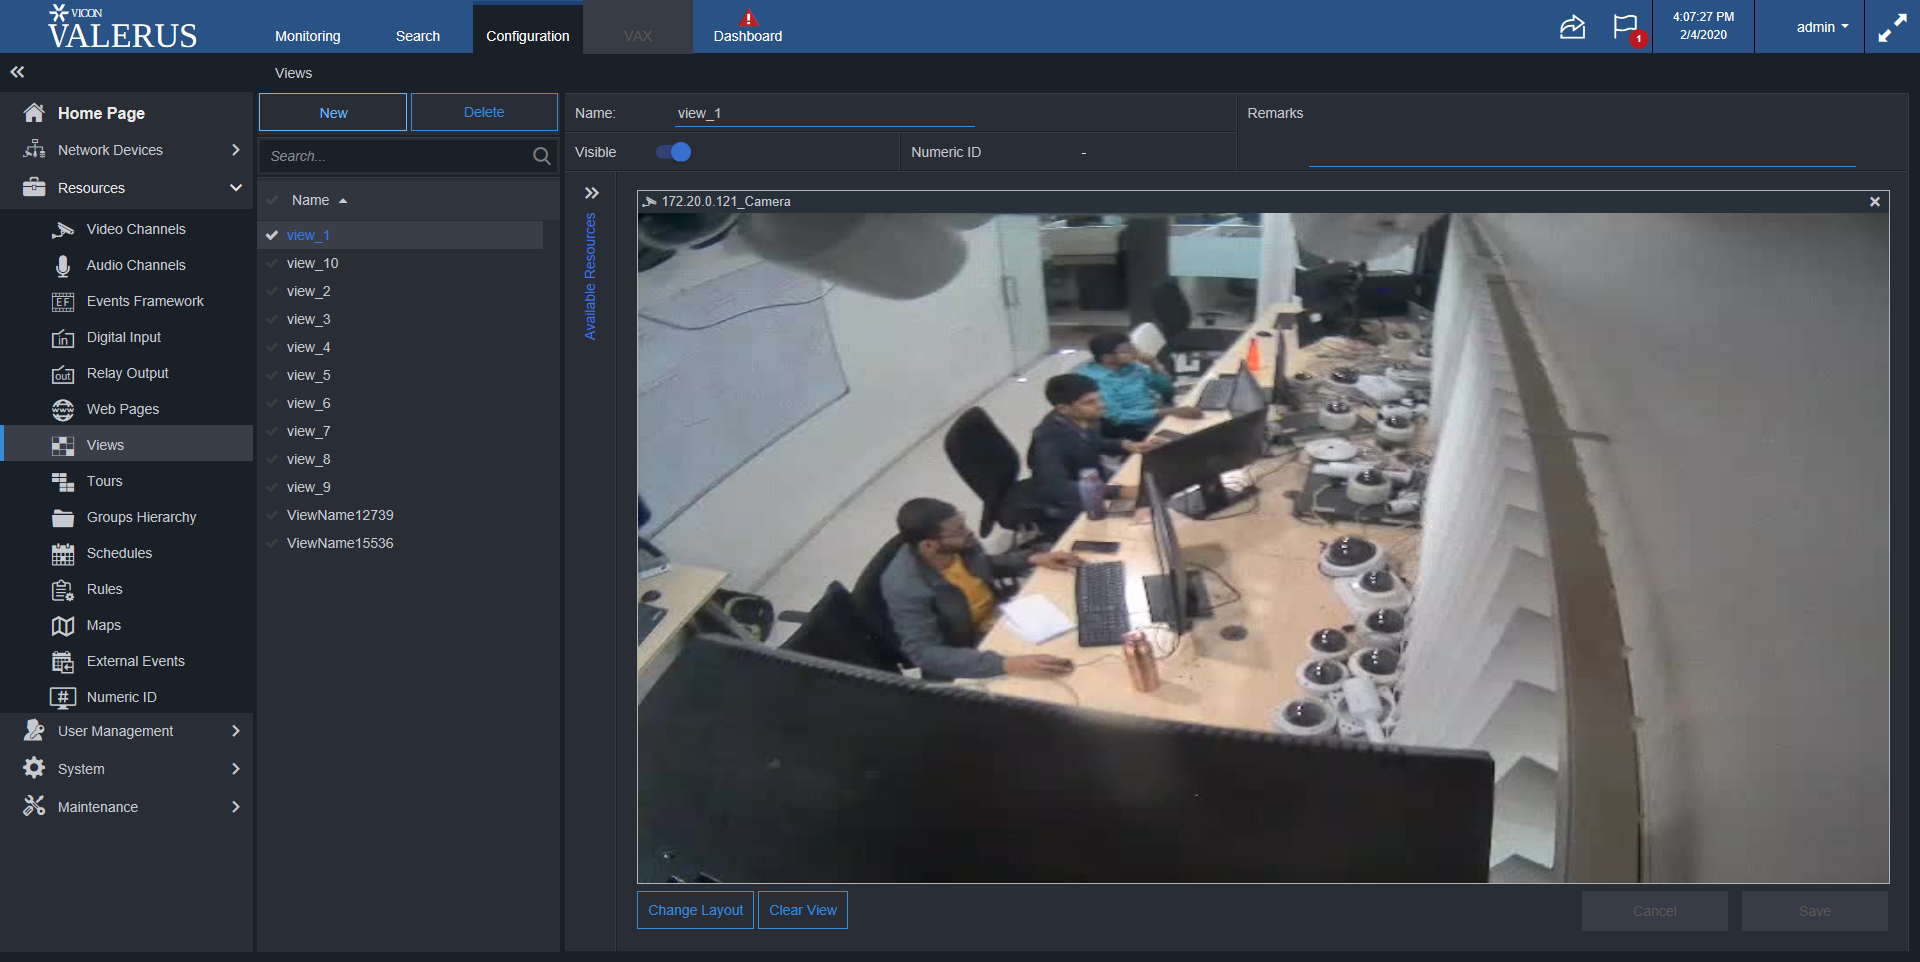 VICON
VALERUS
Monitoring
Search
Configuration
VAX
Dashboard
1
4:07:27 PM
2/4/2020
admin
Views
Home Page
Network Devices
Resources
Video Channels
Audio Channels
EF
Events Framework
in
Digital Input
out
Relay Output
www
Web Pages
Views
Tours
Groups Hierarchy
Schedules
Rules
Maps
External Events
#
Numeric ID
User Management
System
Maintenance
New
Delete
Search...
Name
view_1
view_10
view_2
view_3
view_4
view_5
view_6
view_7
view_8
view_9
ViewName12739
ViewName15536
Name:
view_1
Remarks
Visible
Numeric ID
-
Available Resources
172.20.0.121_Camera
Change Layout
Clear View
Cancel
Save